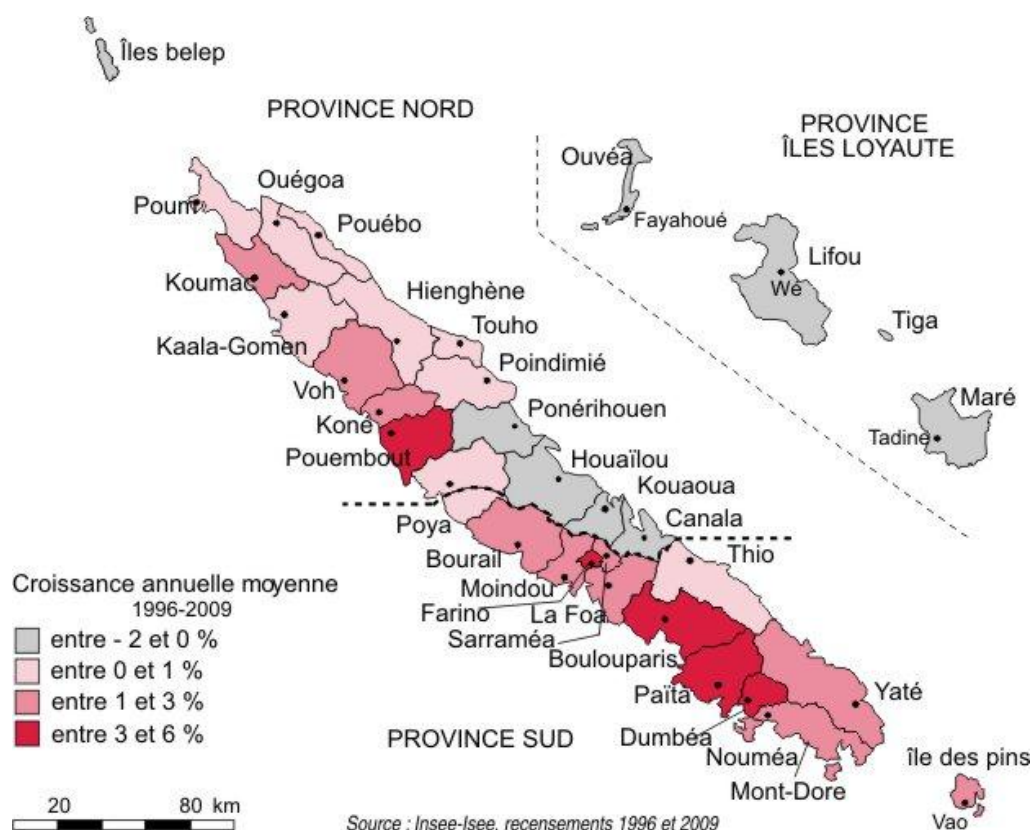 Îles belep
PROVINCE NORD
PROVINCE
ÎLES LOYAUTE
Ouvéa
Fayahoué
Lifou
Wé
Tiga
Maré
Tadine
Ouégoa
Poum
Pouébo
Koumac
Hienghène
Touho
Kaala-Gomen
Poindimié
Voh
Ponérihouen
Koné
Pouembout
Houaïlou
Kouaoua
Canala
Poya
Thio
Bourail
Moindou
Farino
La Foa
Sarraméa
Boulouparis
Païta
Yaté
Dumbéa
Nouméa
Mont-Dore
île des pins
Vao
PROVINCE SUD
Croissance annuelle moyenne
1996-2009
entre - 2 et 0 %
entre 0 et 1 %
entre 1 et 3 %
entre 3 et 6 %
20 80 km
Source : Insee-Isee, recensements 1996 et 2009